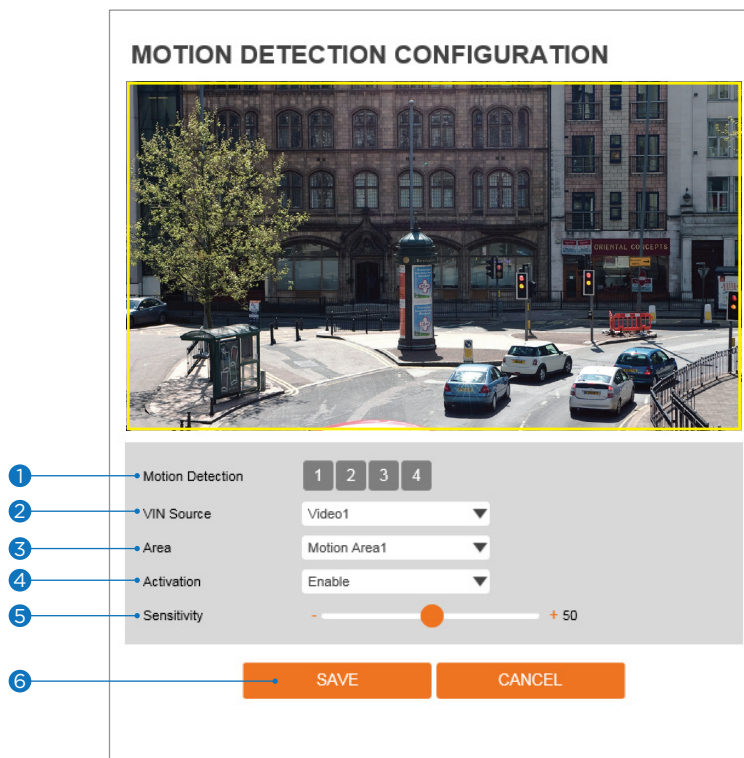 MOTION DETECTION CONFIGURATION
ORIENTAL CONCEPTS
1 Motion Detection 1 2 3 4
2 VIN Source Video1
3 Area Motion Area1
4 Activation Enable
5 Sensitivity - + 50
6 SAVE CANCEL